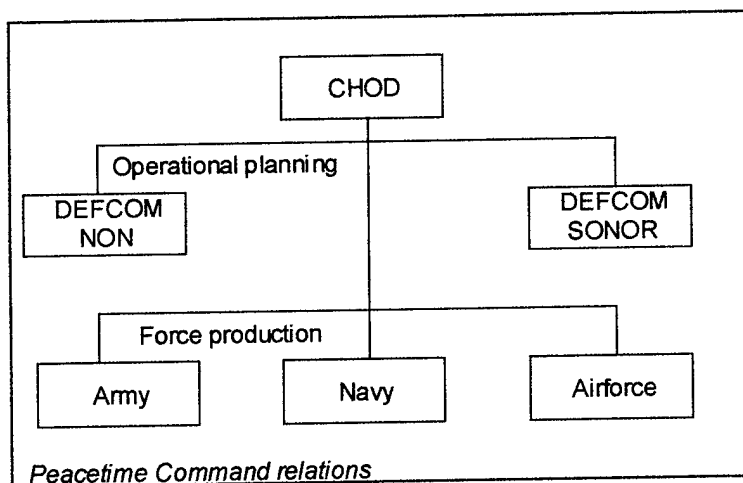 CHOD
Operational planning
DEFCOM
NON
DEFCOM
SONOR
Force production
Army
Navy
Airforce
Peacetime Command relations